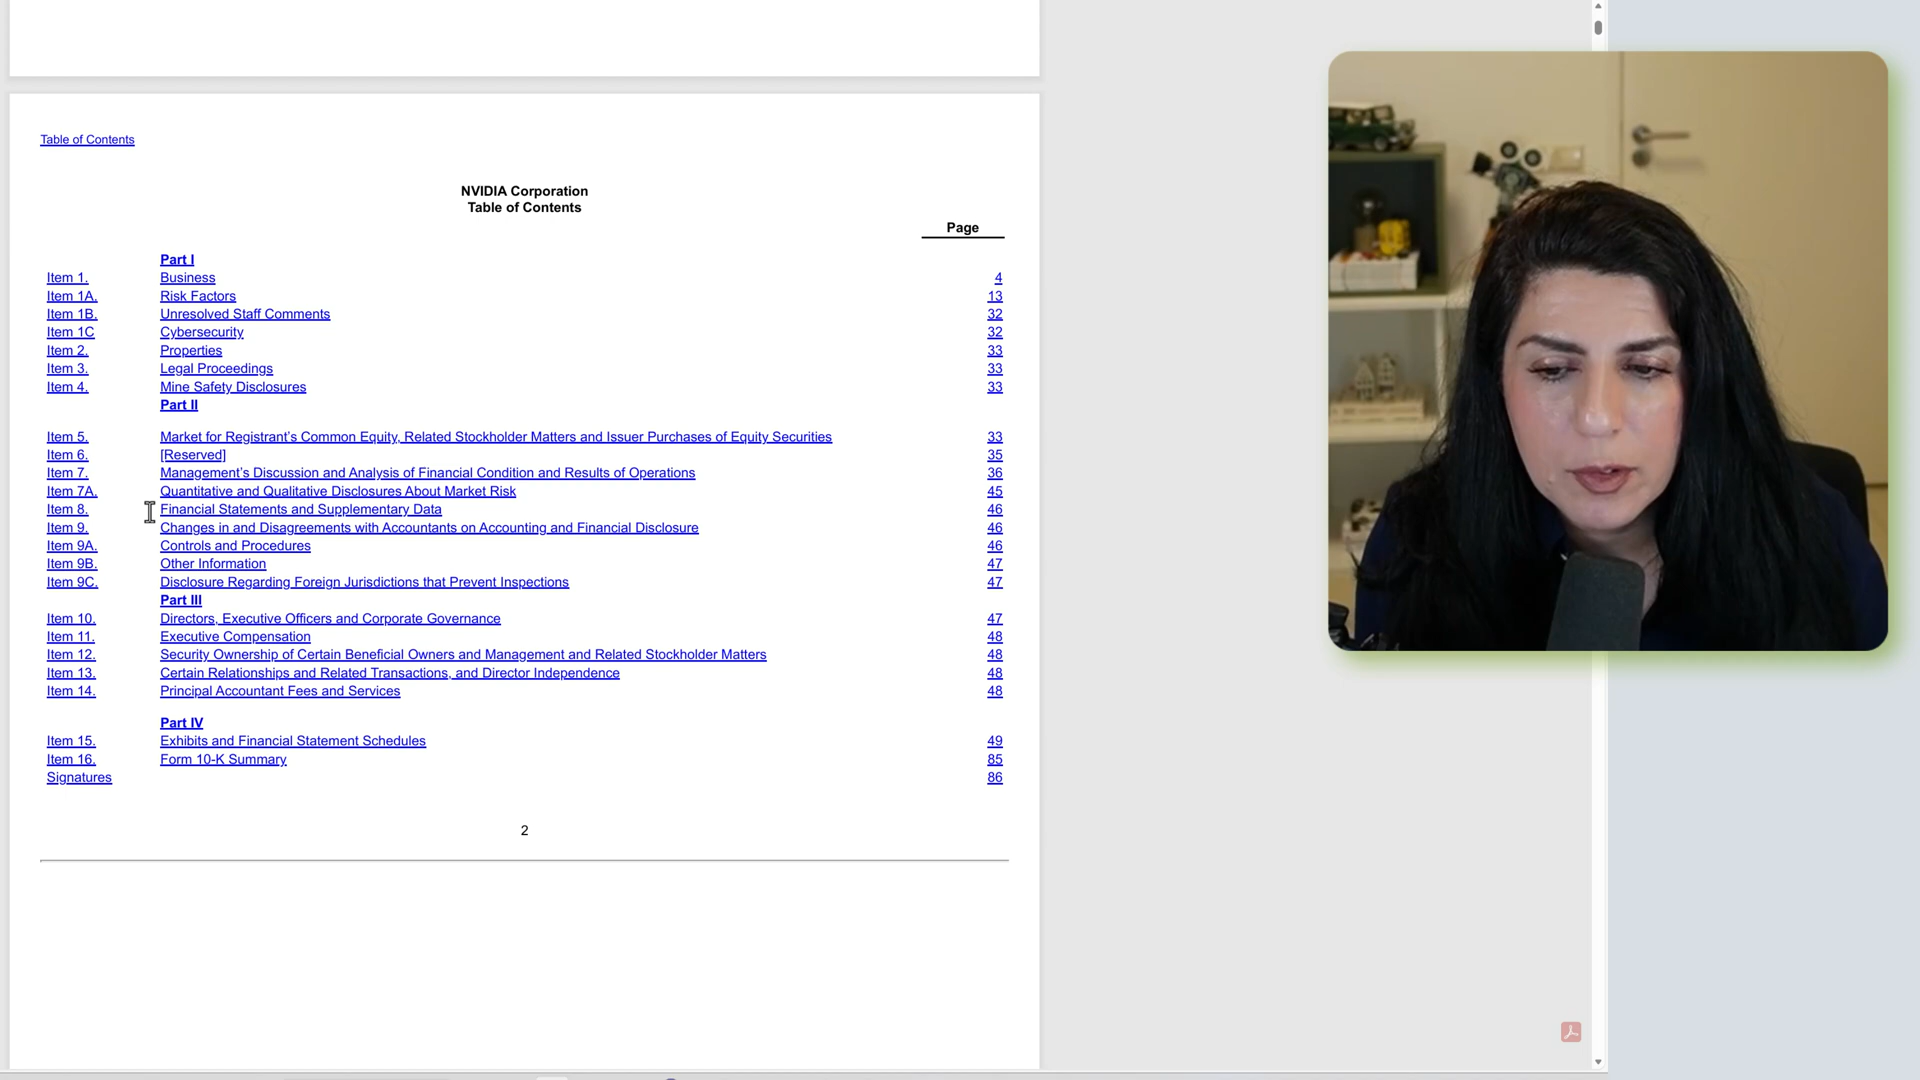 Table of Contents
NVIDIA Corporation
Table of Contents
Page
Part I
Item 1. Business 4
Item 1A. Risk Factors 13
Item 1B. Unresolved Staff Comments 32
Item 1C Cybersecurity 32
Item 2. Properties 33
Item 3. Legal Proceedings 33
Item 4. Mine Safety Disclosures 33
Part II
Item 5. Market for Registrant’s Common Equity, Related Stockholder Matters and Issuer Purchases of Equity Securities 33
Item 6. [Reserved] 35
Item 7. Management’s Discussion and Analysis of Financial Condition and Results of Operations 36
Item 7A. Quantitative and Qualitative Disclosures About Market Risk 45
Item 8. Financial Statements and Supplementary Data 46
Item 9. Changes in and Disagreements with Accountants on Accounting and Financial Disclosure 46
Item 9A. Controls and Procedures 46
Item 9B. Other Information 47
Item 9C. Disclosure Regarding Foreign Jurisdictions that Prevent Inspections 47
Part III
Item 10. Directors, Executive Officers and Corporate Governance 47
Item 11. Executive Compensation 48
Item 12. Security Ownership of Certain Beneficial Owners and Management and Related Stockholder Matters 48
Item 13. Certain Relationships and Related Transactions, and Director Independence 48
Item 14. Principal Accountant Fees and Services 48
Part IV
Item 15. Exhibits and Financial Statement Schedules 49
Item 16. Form 10-K Summary 85
Signatures 86
2